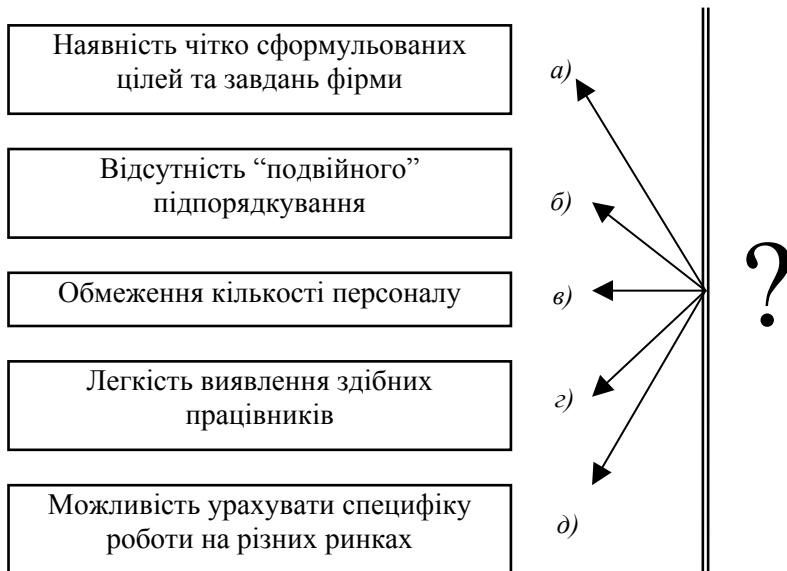 Наявність чітко сформульованих
цілей та завдань фірми
а)
Відсутність “подвійного”
підпорядкування
б)
Обмеження кількості персоналу
в)
Легкість виявлення здібних
працівників
г)
Можливість урахувати специфіку
роботи на різних ринках
д)
?